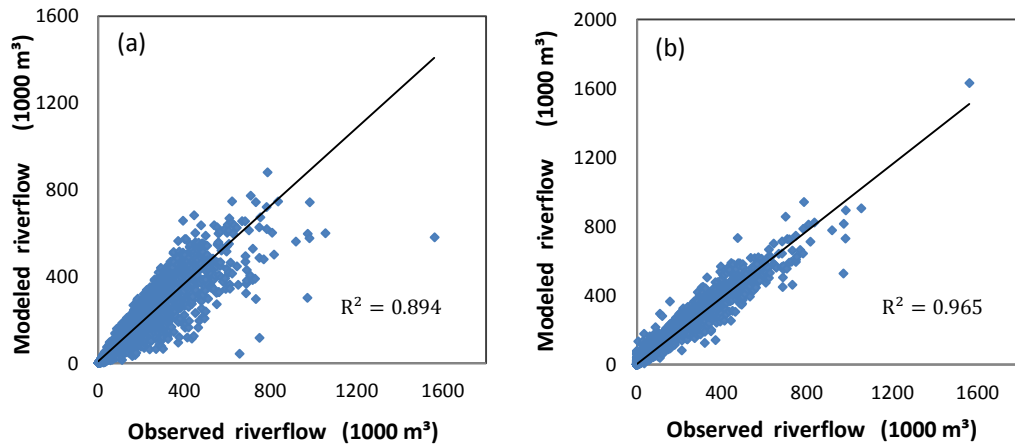 (a)
Modeled riverflow (1000 m³)
1600
1200
800
400
0
0 400 800 1200 1600
Observed riverflow (1000 m³)
R² = 0.894
(b)
Modeled riverflow (1000 m³)
2000
1600
1200
800
400
0
0 400 800 1200 1600
Observed riverflow (1000 m³)
R² = 0.965